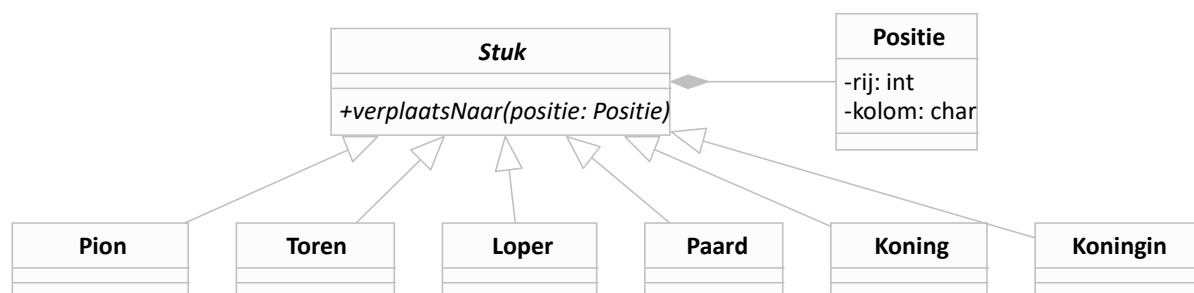 Stuk
+verplaatsNaar(positie: Positie)
Positie
-rij: int
-kolom: char
Pion
Toren
Loper
Paard
Koning
Koningin